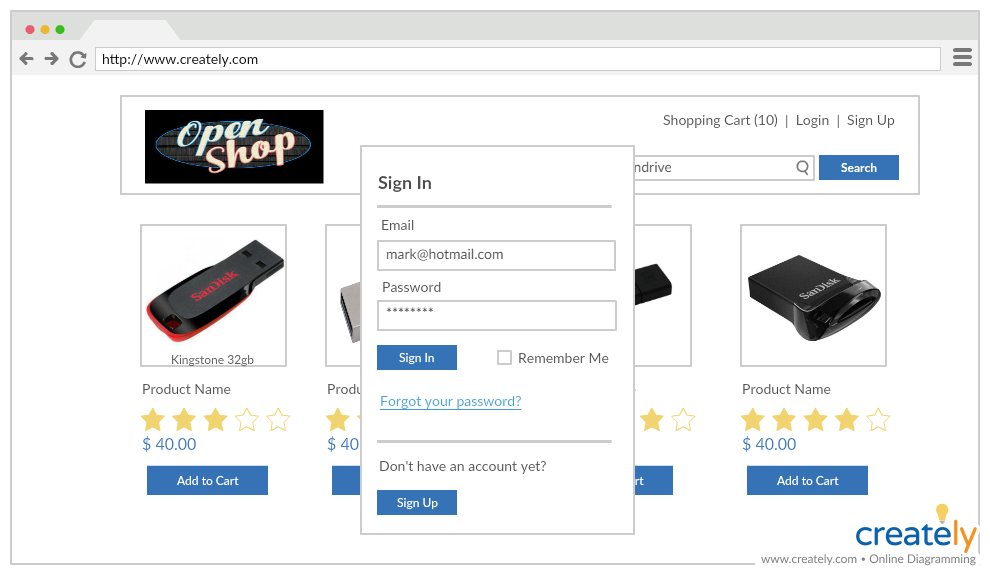 http://www.creately.com
Open
Shop
Shopping Cart (10) | Login | Sign Up
ndrive
Search
Sign In
Email
mark@hotmail.com
Password
********
Sign In
Remember Me
Forgot your password?
Don't have an account yet?
Sign Up
SanDisk
Kingstone 32gb
Product Name
$ 40.00
Add to Cart
Produ
$ 40
rt
SanDisk
Product Name
$ 40.00
Add to Cart
creately
www.creately.com • Online Diagramming